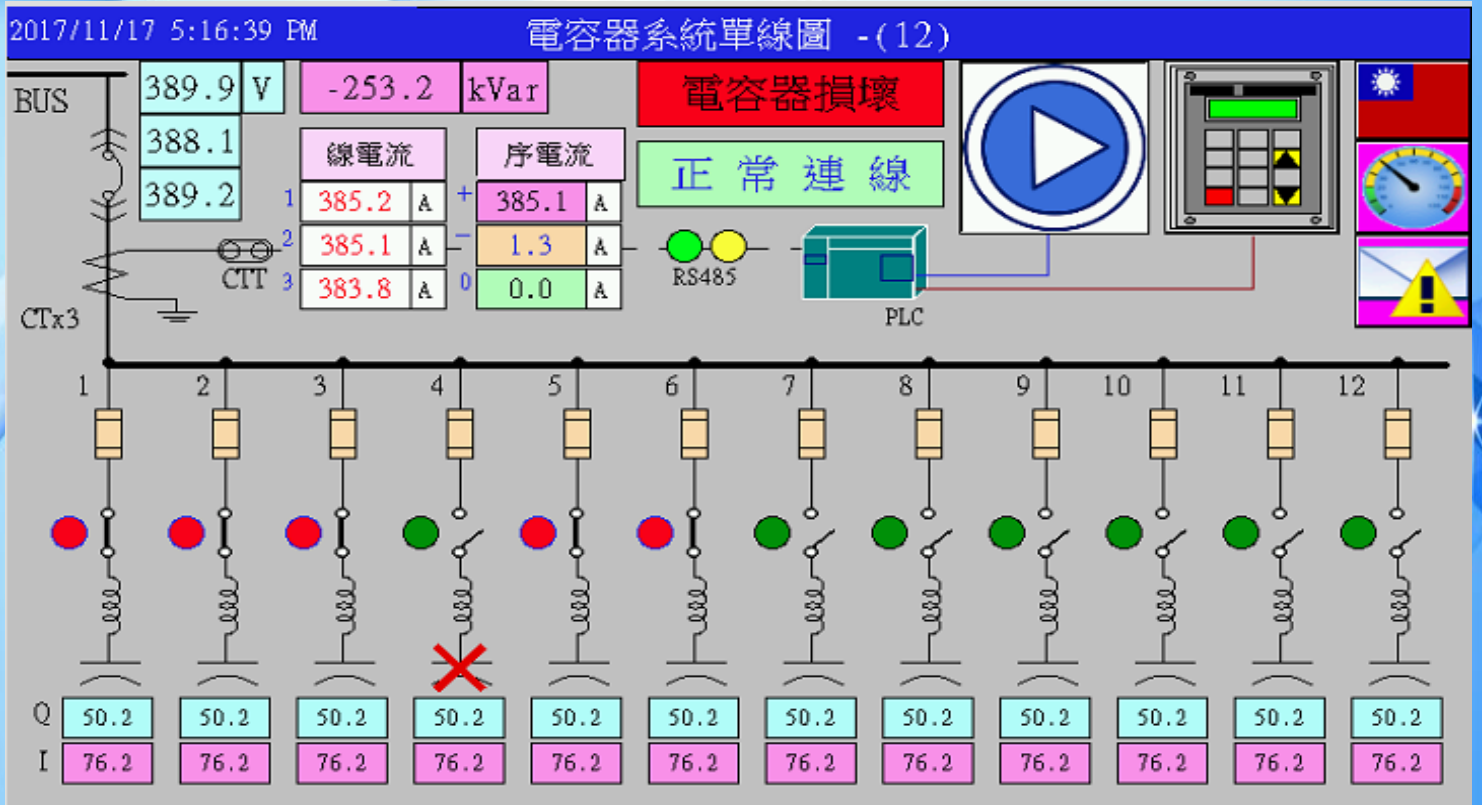 2017/11/17 5:16:39 PM 電容器系統單線圖 -(12)
BUS 389.9 V -253.2 kVar 電容器損壞
388.1
389.2
線電流 序電流
正常連線
1 385.2 A + 385.1 A
2 385.1 A - 1.3 A
3 383.8 A 0 0.0 A
CTT
RS485
PLC
CTx3
1 2 3 4 5 6 7 8 9 10 11 12
Q 50.2 50.2 50.2 50.2 50.2 50.2 50.2 50.2 50.2 50.2 50.2 50.2
I 76.2 76.2 76.2 76.2 76.2 76.2 76.2 76.2 76.2 76.2 76.2 76.2